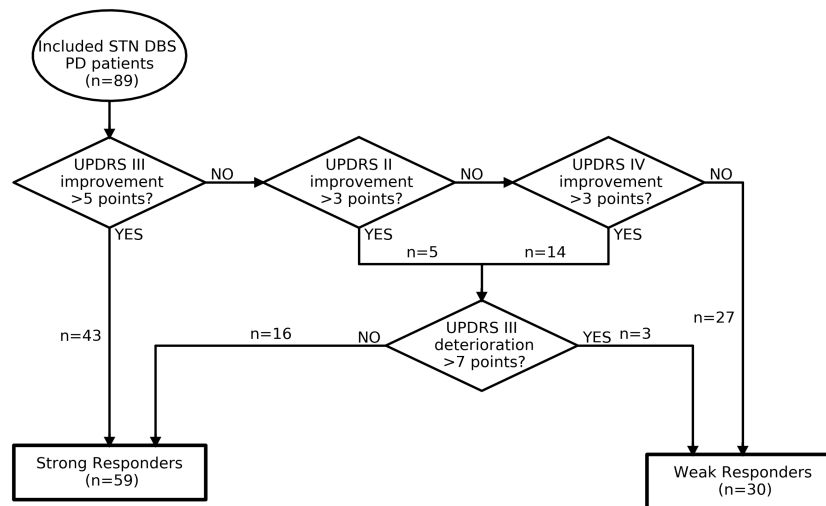 Included STN DBS
PD patients
(n=89)
UPDRS III
improvement
>5 points?
NO
UPDRS II
improvement
>3 points?
NO
UPDRS IV
improvement
>3 points?
NO
YES
YES
YES
n=5
n=14
n=43
n=16
NO
UPDRS III
deterioration
>7 points?
YES
n=3
n=27
Strong Responders
(n=59)
Weak Responders
(n=30)